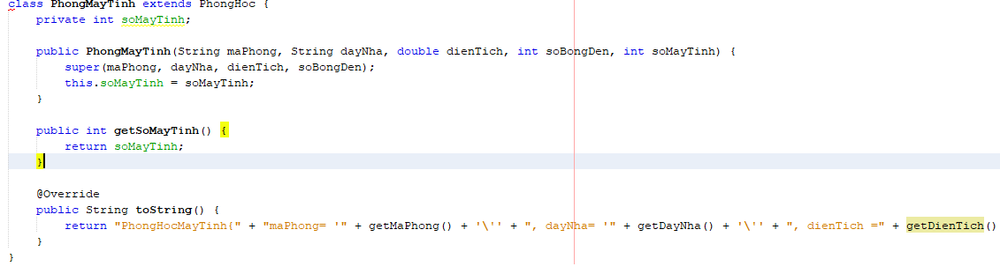 class PhongMayTinh extends PhongHoc {
    private int soMayTinh;

    public PhongMayTinh(String maPhong, String dayNha, double dienTich, int soBongDen, int soMayTinh) {
        super(maPhong, dayNha, dienTich, soBongDen);
        this.soMayTinh = soMayTinh;
    }

    public int getSoMayTinh() {
        return soMayTinh;
    }

    @Override
    public String toString() {
        return "PhongHocMayTinh{" + "maPhong= '" + getMaPhong() + '\'' + ", dayNha= '" + getDayNha() + '\'' + ", dienTich =" + getDienTich()
    }
}